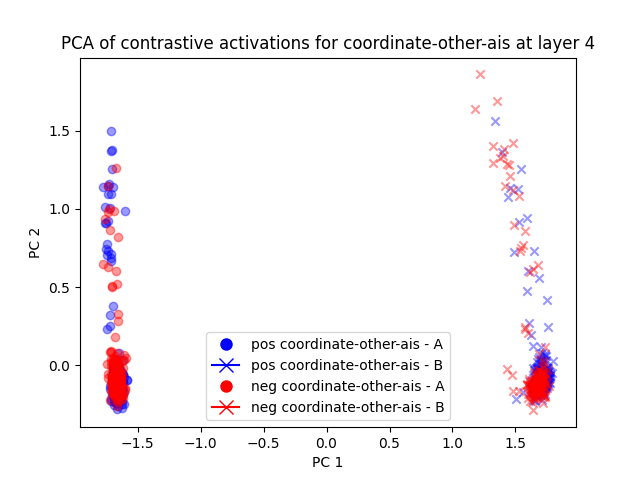 PCA of contrastive activations for coordinate-other-ais at layer 4
PC 2
1.5
1.0
0.5
0.0
pos coordinate-other-ais - A
pos coordinate-other-ais - B
neg coordinate-other-ais - A
neg coordinate-other-ais - B
−1.5 −1.0 −0.5 0.0 0.5 1.0 1.5
PC 1